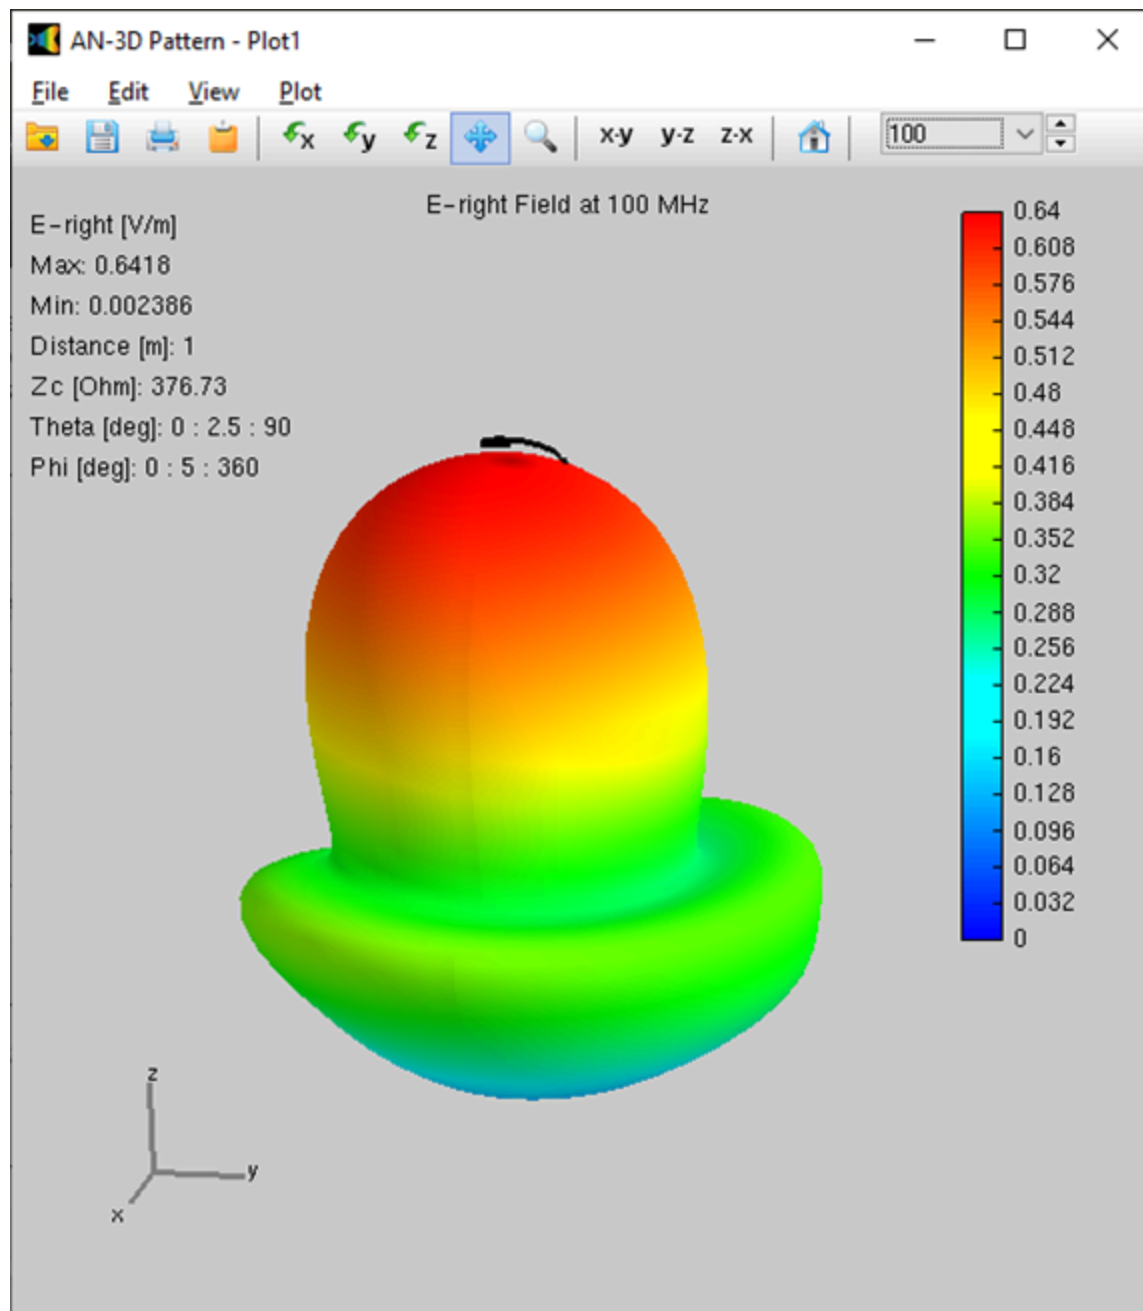 AN-3D Pattern - Plot1
File Edit View Plot
x y z x-y y-z z-x 100
E-right Field at 100 MHz
E-right [V/m]
Max: 0.6418
Min: 0.002386
Distance [m]: 1
Zc [Ohm]: 376.73
Theta [deg]: 0 : 2.5 : 90
Phi [deg]: 0 : 5 : 360
0.64
0.608
0.576
0.544
0.512
0.48
0.448
0.416
0.384
0.352
0.32
0.288
0.256
0.224
0.192
0.16
0.128
0.096
0.064
0.032
0
z
y
x